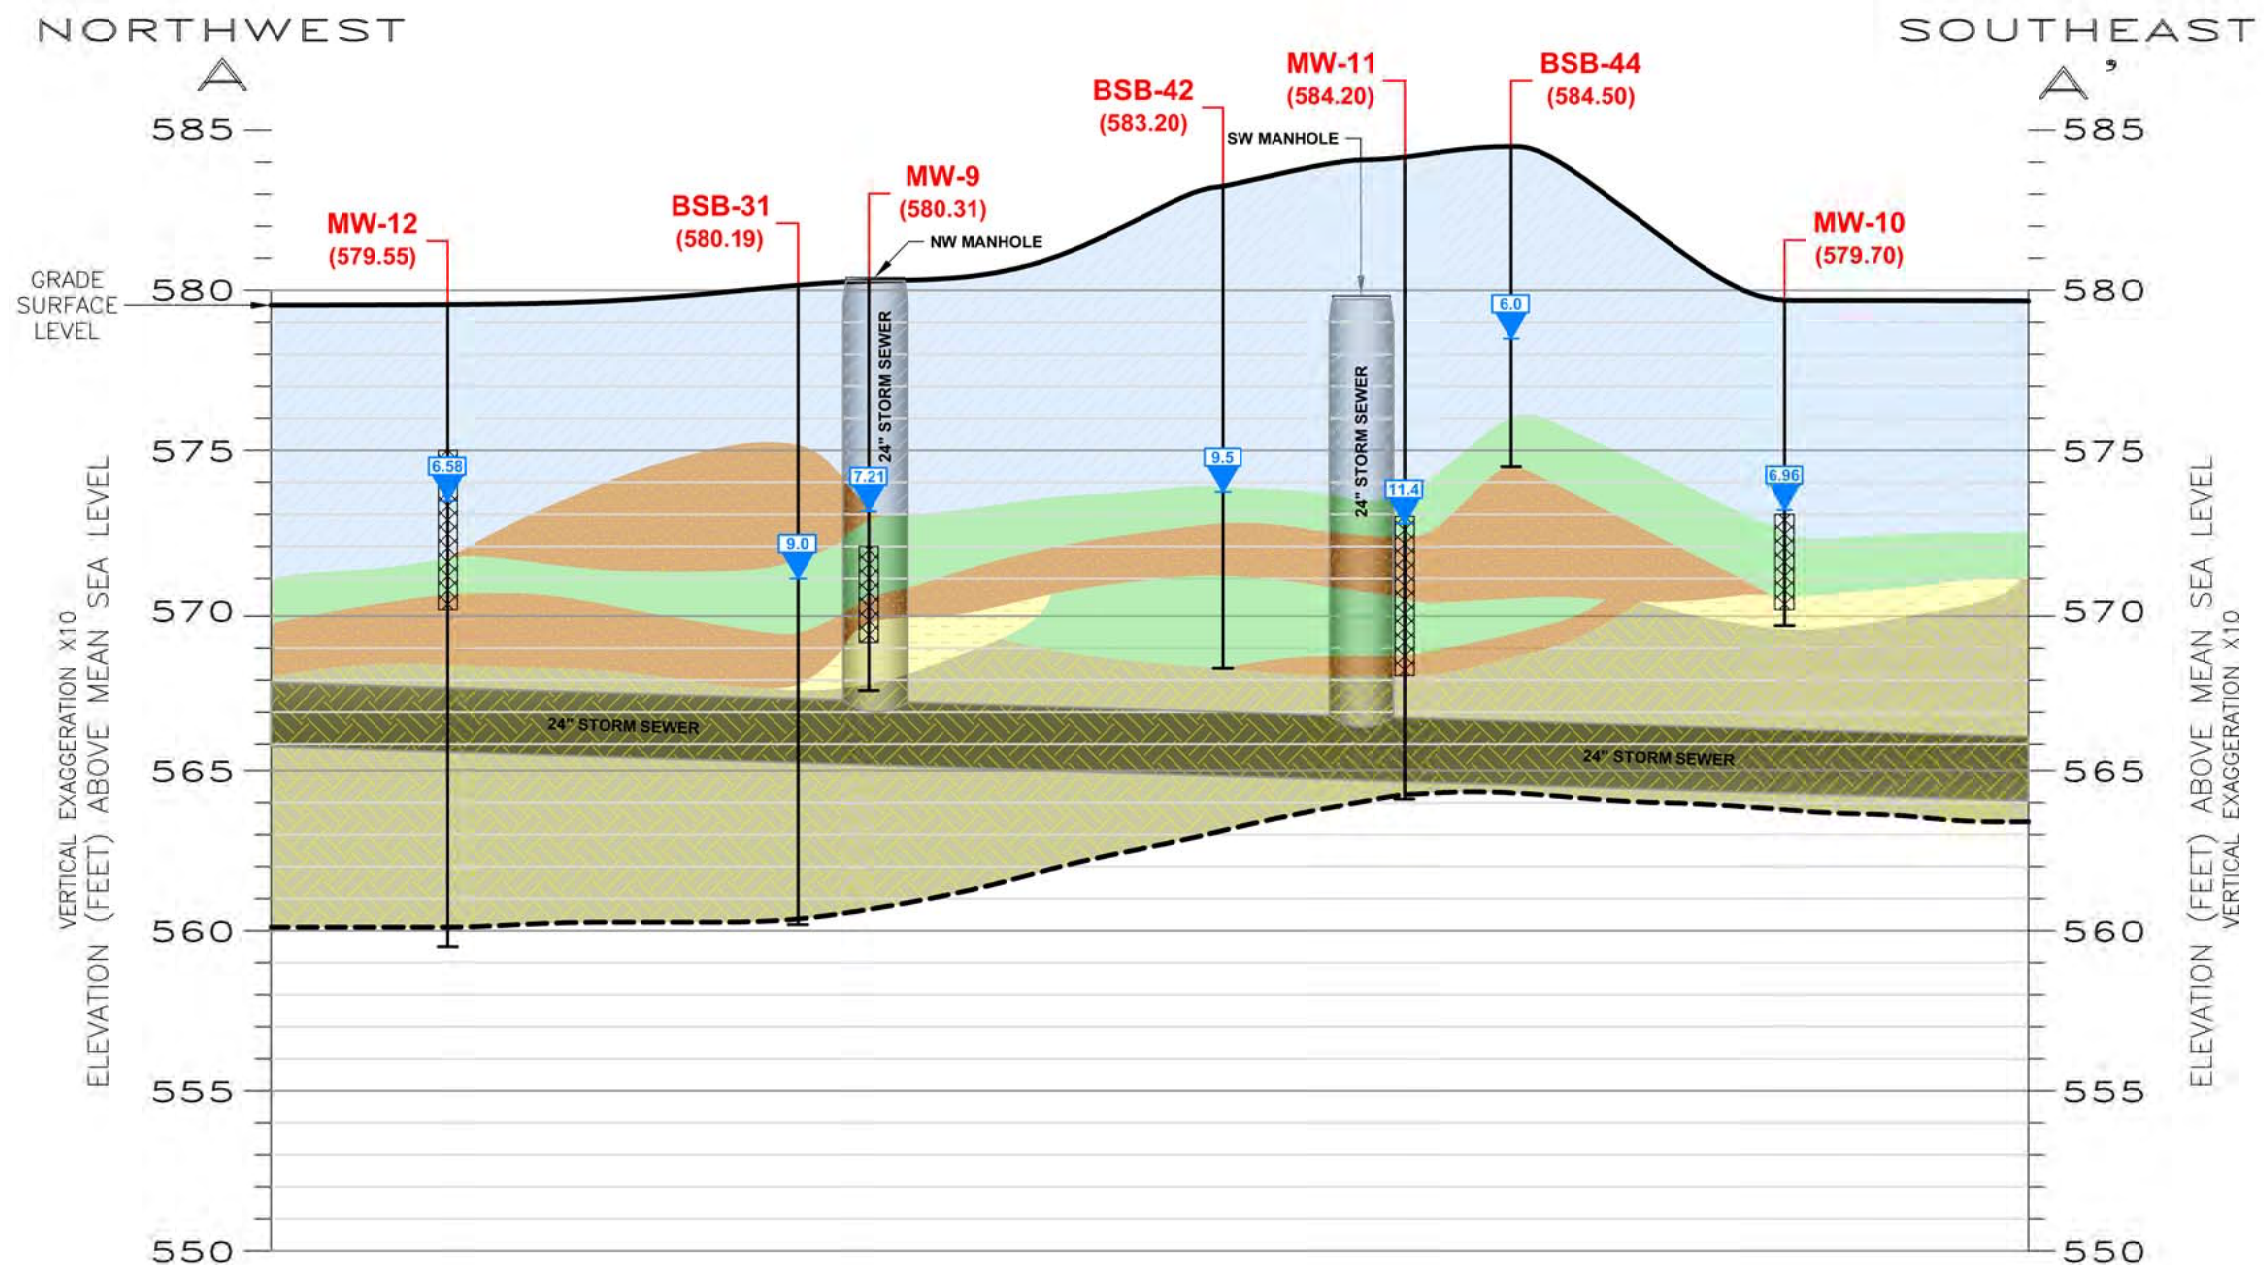 NORTHWEST
A
SOUTHEAST
A'
MW-11
(584.20)
BSB-44
(584.50)
BSB-42
(583.20)
SW MANHOLE
MW-9
(580.31)
NW MANHOLE
BSB-31
(580.19)
MW-12
(579.55)
MW-10
(579.70)
GRADE
SURFACE
LEVEL
585
580
575
570
565
560
555
550
585
580
575
570
565
560
555
550
VERTICAL EXAGGERATION X10
ELEVATION (FEET) ABOVE MEAN SEA LEVEL
ELEVATION (FEET) ABOVE MEAN SEA LEVEL
VERTICAL EXAGGERATION X10
6.58
9.0
7.21
9.5
11.4
6.0
6.96
24" STORM SEWER
24" STORM SEWER
24" STORM SEWER
24" STORM SEWER